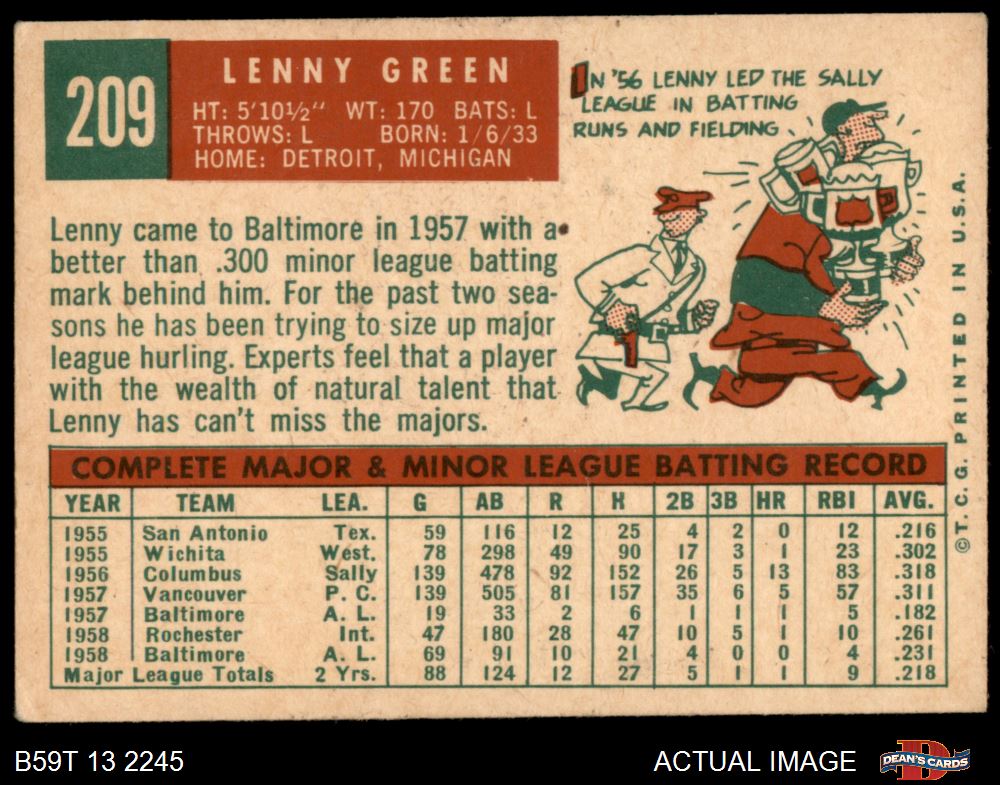 209
LENNY GREEN
HT: 5'10½" WT: 170 BATS: L
THROWS: L BORN: 1/6/33
HOME: DETROIT, MICHIGAN
IN '56 LENNY LED THE SALLY
LEAGUE IN BATTING
RUNS AND FIELDING.
Lenny came to Baltimore in 1957 with a
better than .300 minor league batting
mark behind him. For the past two sea-
sons he has been trying to size up major
league hurling. Experts feel that a player
with the wealth of natural talent that
Lenny has can't miss the majors.
COMPLETE MAJOR & MINOR LEAGUE BATTING RECORD
YEAR TEAM LEA. G AB R H 2B 3B HR RBI AVG.
1955 San Antonio Tex. 59 116 12 25 4 2 0 12 .216
1955 Wichita West. 78 298 49 90 17 3 1 23 .302
1956 Columbus Sally 139 478 92 152 26 5 13 83 .318
1957 Vancouver P. C. 139 505 81 157 35 6 5 57 .311
1957 Baltimore A. L. 19 33 2 6 1 1 1 5 .182
1958 Rochester Int. 47 180 28 47 10 5 1 10 .261
1958 Baltimore A. L. 69 91 10 21 4 0 0 4 .231
Major League Totals 2 Yrs. 88 124 12 27 5 1 1 9 .218
© T. C. G. PRINTED IN U.S.A.
B59T 13 2245
ACTUAL IMAGE
DEAN'S CARDS